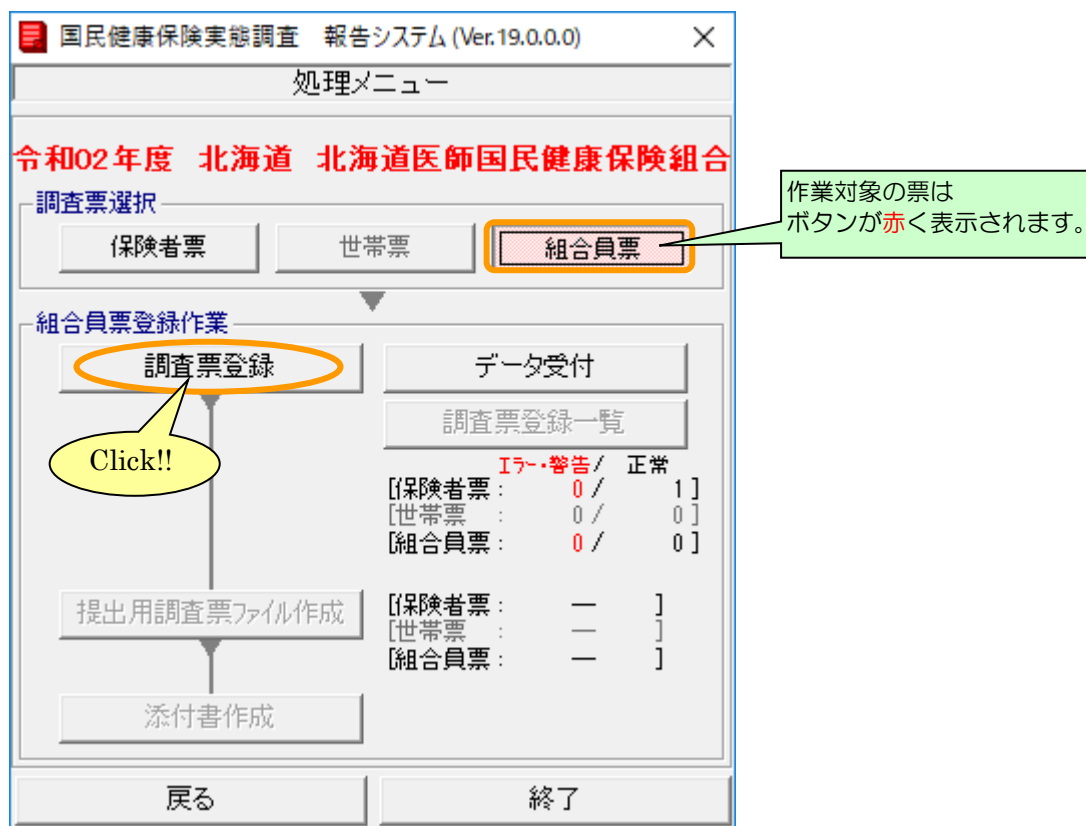 国民健康保険実態調査 報告システム (Ver.19.0.0.0)
処理メニュー
令和02年度 北海道 北海道医師国民健康保険組合
調査票選択
保険者票 世帯票 組合員票
作業対象の票は
ボタンが赤く表示されます。
組合員票登録作業
調査票登録 データ受付
Click!!
調査票登録一覧
エラー・警告/ 正常
[保険者票: 0/ 1]
[世帯票 : 0/ 0]
[組合員票: 0/ 0]
提出用調査票ファイル作成
[保険者票: ― ]
[世帯票 : ― ]
[組合員票: ― ]
添付書作成
戻る 終了